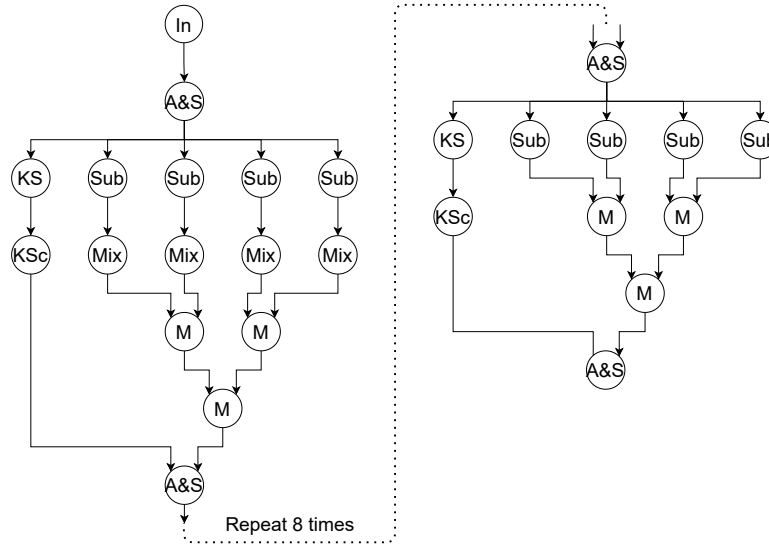 In
A&S
KS Sub Sub Sub Sub
KSc Mix Mix Mix Mix
M M
M
A&S
Repeat 8 times
A&S
KS Sub Sub Sub Sub
KSc M M
M
A&S